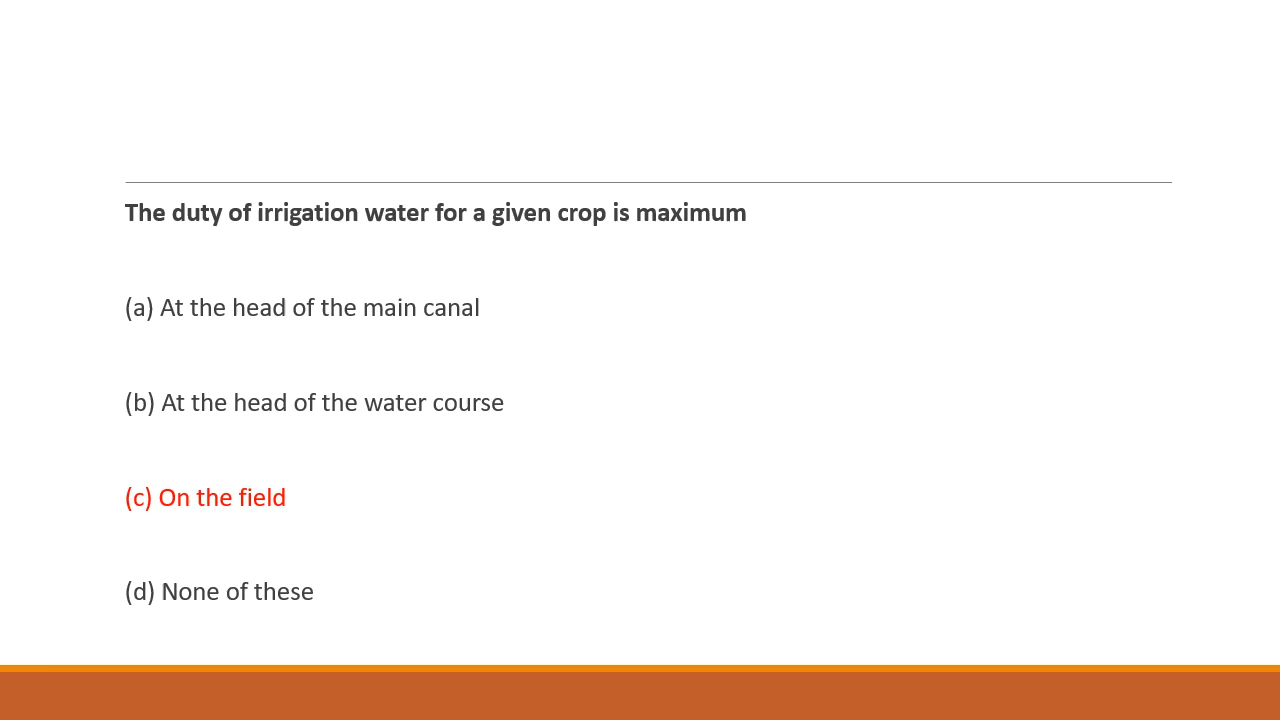 The duty of irrigation water for a given crop is maximum
(a) At the head of the main canal
(b) At the head of the water course
(c) On the field
(d) None of these